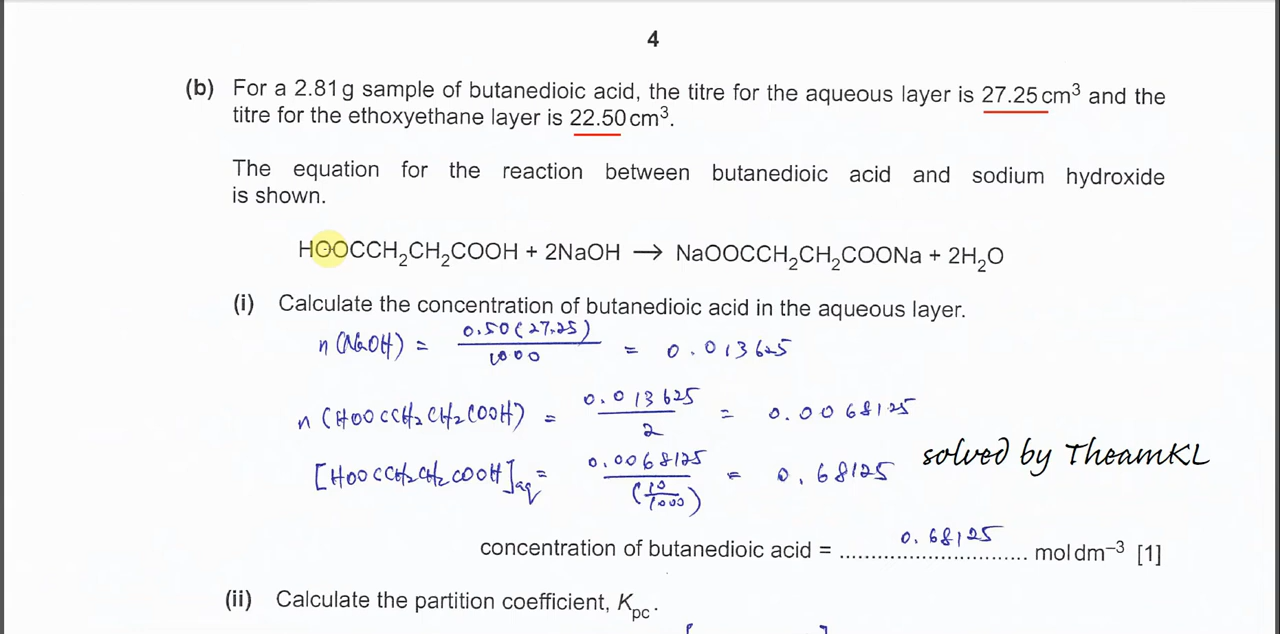 4
(b) For a 2.81 g sample of butanedioic acid, the titre for the aqueous layer is 27.25 cm³ and the
titre for the ethoxyethane layer is 22.50 cm³.
The equation for the reaction between butanedioic acid and sodium hydroxide
is shown.
HOOCCH₂CH₂COOH + 2NaOH → NaOOCCH₂CH₂COONa + 2H₂O
(i) Calculate the concentration of butanedioic acid in the aqueous layer.
n(NaOH) = 0.50(27.25)/1000 = 0.013625
n(HOOCCH₂CH₂COOH) = 0.013625/2 = 0.0068125
[HOOCCH₂CH₂COOH]aq = 0.0068125/(10/1000) = 0.68125
solved by TheamKL
concentration of butanedioic acid = 0.68125 mol dm⁻³ [1]
(ii) Calculate the partition coefficient, Kpc.